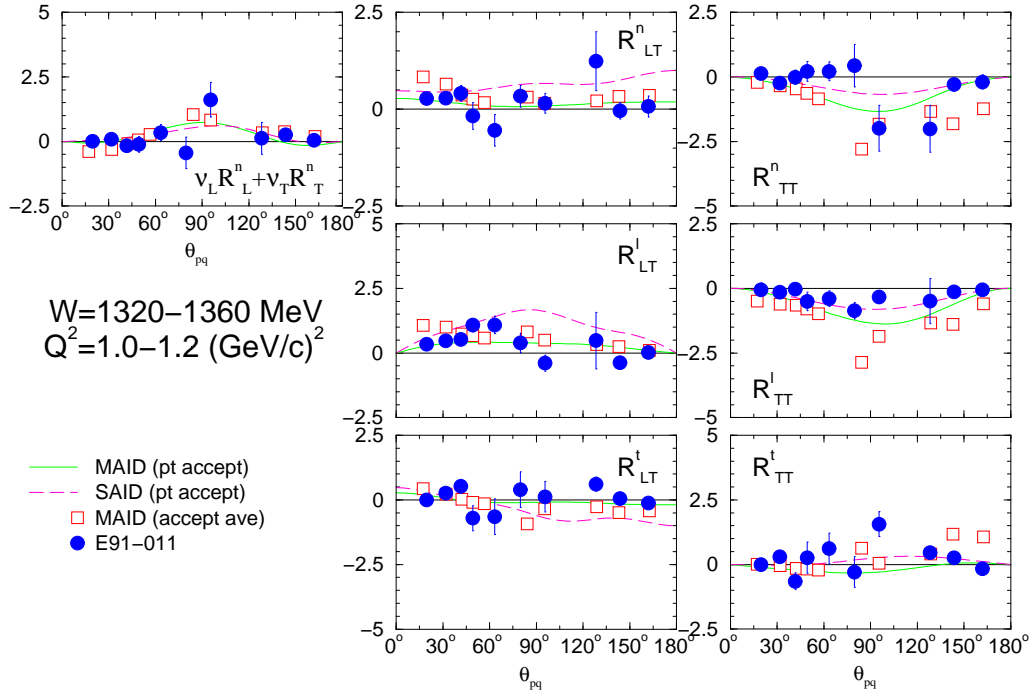 5
2.5
0
−2.5
0° 30° 60° 90° 120° 150° 180°
θpq
ν_L R^n_L+ν_T R^n_T
2.5
0
−2.5
R^n_LT
2.5
0
−2.5
−5
R^n_TT
5
2.5
0
−2.5
R^l_LT
2.5
0
−2.5
−5
R^l_TT
W=1320−1360 MeV
Q^2=1.0−1.2 (GeV/c)^2
MAID (pt accept)
SAID (pt accept)
MAID (accept ave)
E91−011
2.5
0
−2.5
−5
R^t_LT
0° 30° 60° 90° 120° 150° 180°
θpq
5
2.5
0
−2.5
R^t_TT
0° 30° 60° 90° 120° 150° 180°
θpq